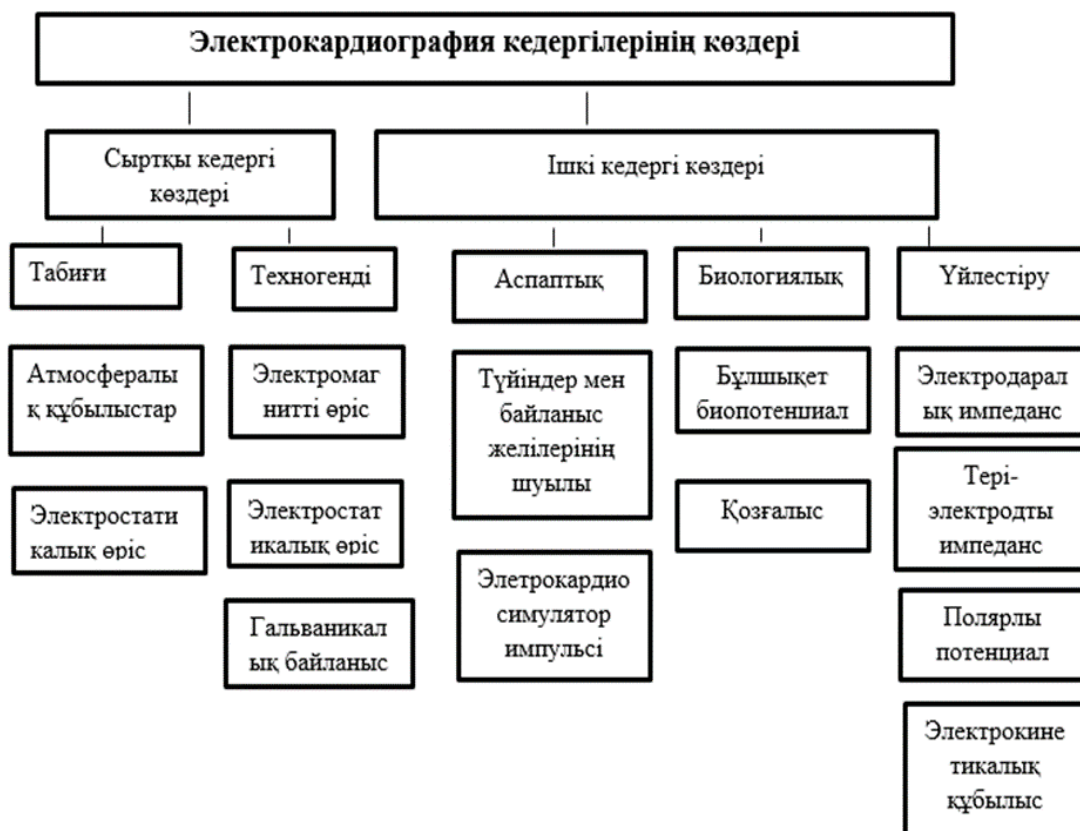 Электрокардиография кедергілерінің көздері
Сыртқы кедергі
көздері
Ішкі кедергі көздері
Табиғи
Техногенді
Аспаптық
Биологиялық
Үйлестіру
Атмосфералы
қ құбылыстар
Электростати
калық өріс
Электромаг
нитті өріс
Электростат
икалық өріс
Гальваникал
ық байланыс
Түйіндер мен
байланыс
желілерінің
шуылы
Элетрокардио
симулятор
импульсі
Бұлшықет
биопотенциал
Қозғалыс
Электродарал
ық импеданс
Тері-
электродты
импеданс
Полярлы
потенциал
Электрокине
тикалық
құбылыс